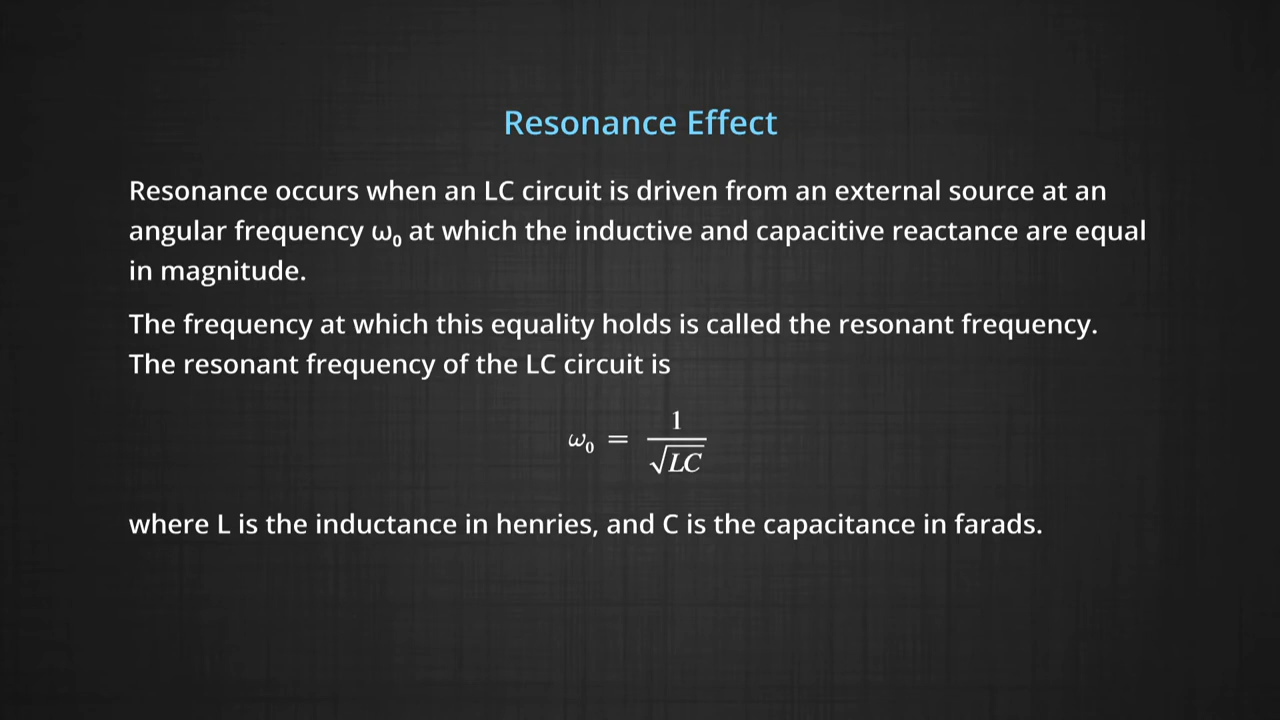 Resonance Effect
Resonance occurs when an LC circuit is driven from an external source at an
angular frequency ω₀ at which the inductive and capacitive reactance are equal
in magnitude.
The frequency at which this equality holds is called the resonant frequency.
The resonant frequency of the LC circuit is
ω₀ = 1/√LC
where L is the inductance in henries, and C is the capacitance in farads.